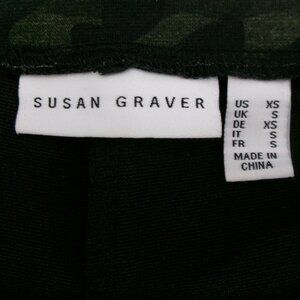 SUSAN GRAVER
US XS
UK S
DE XS
IT S
FR S
MADE IN
CHINA